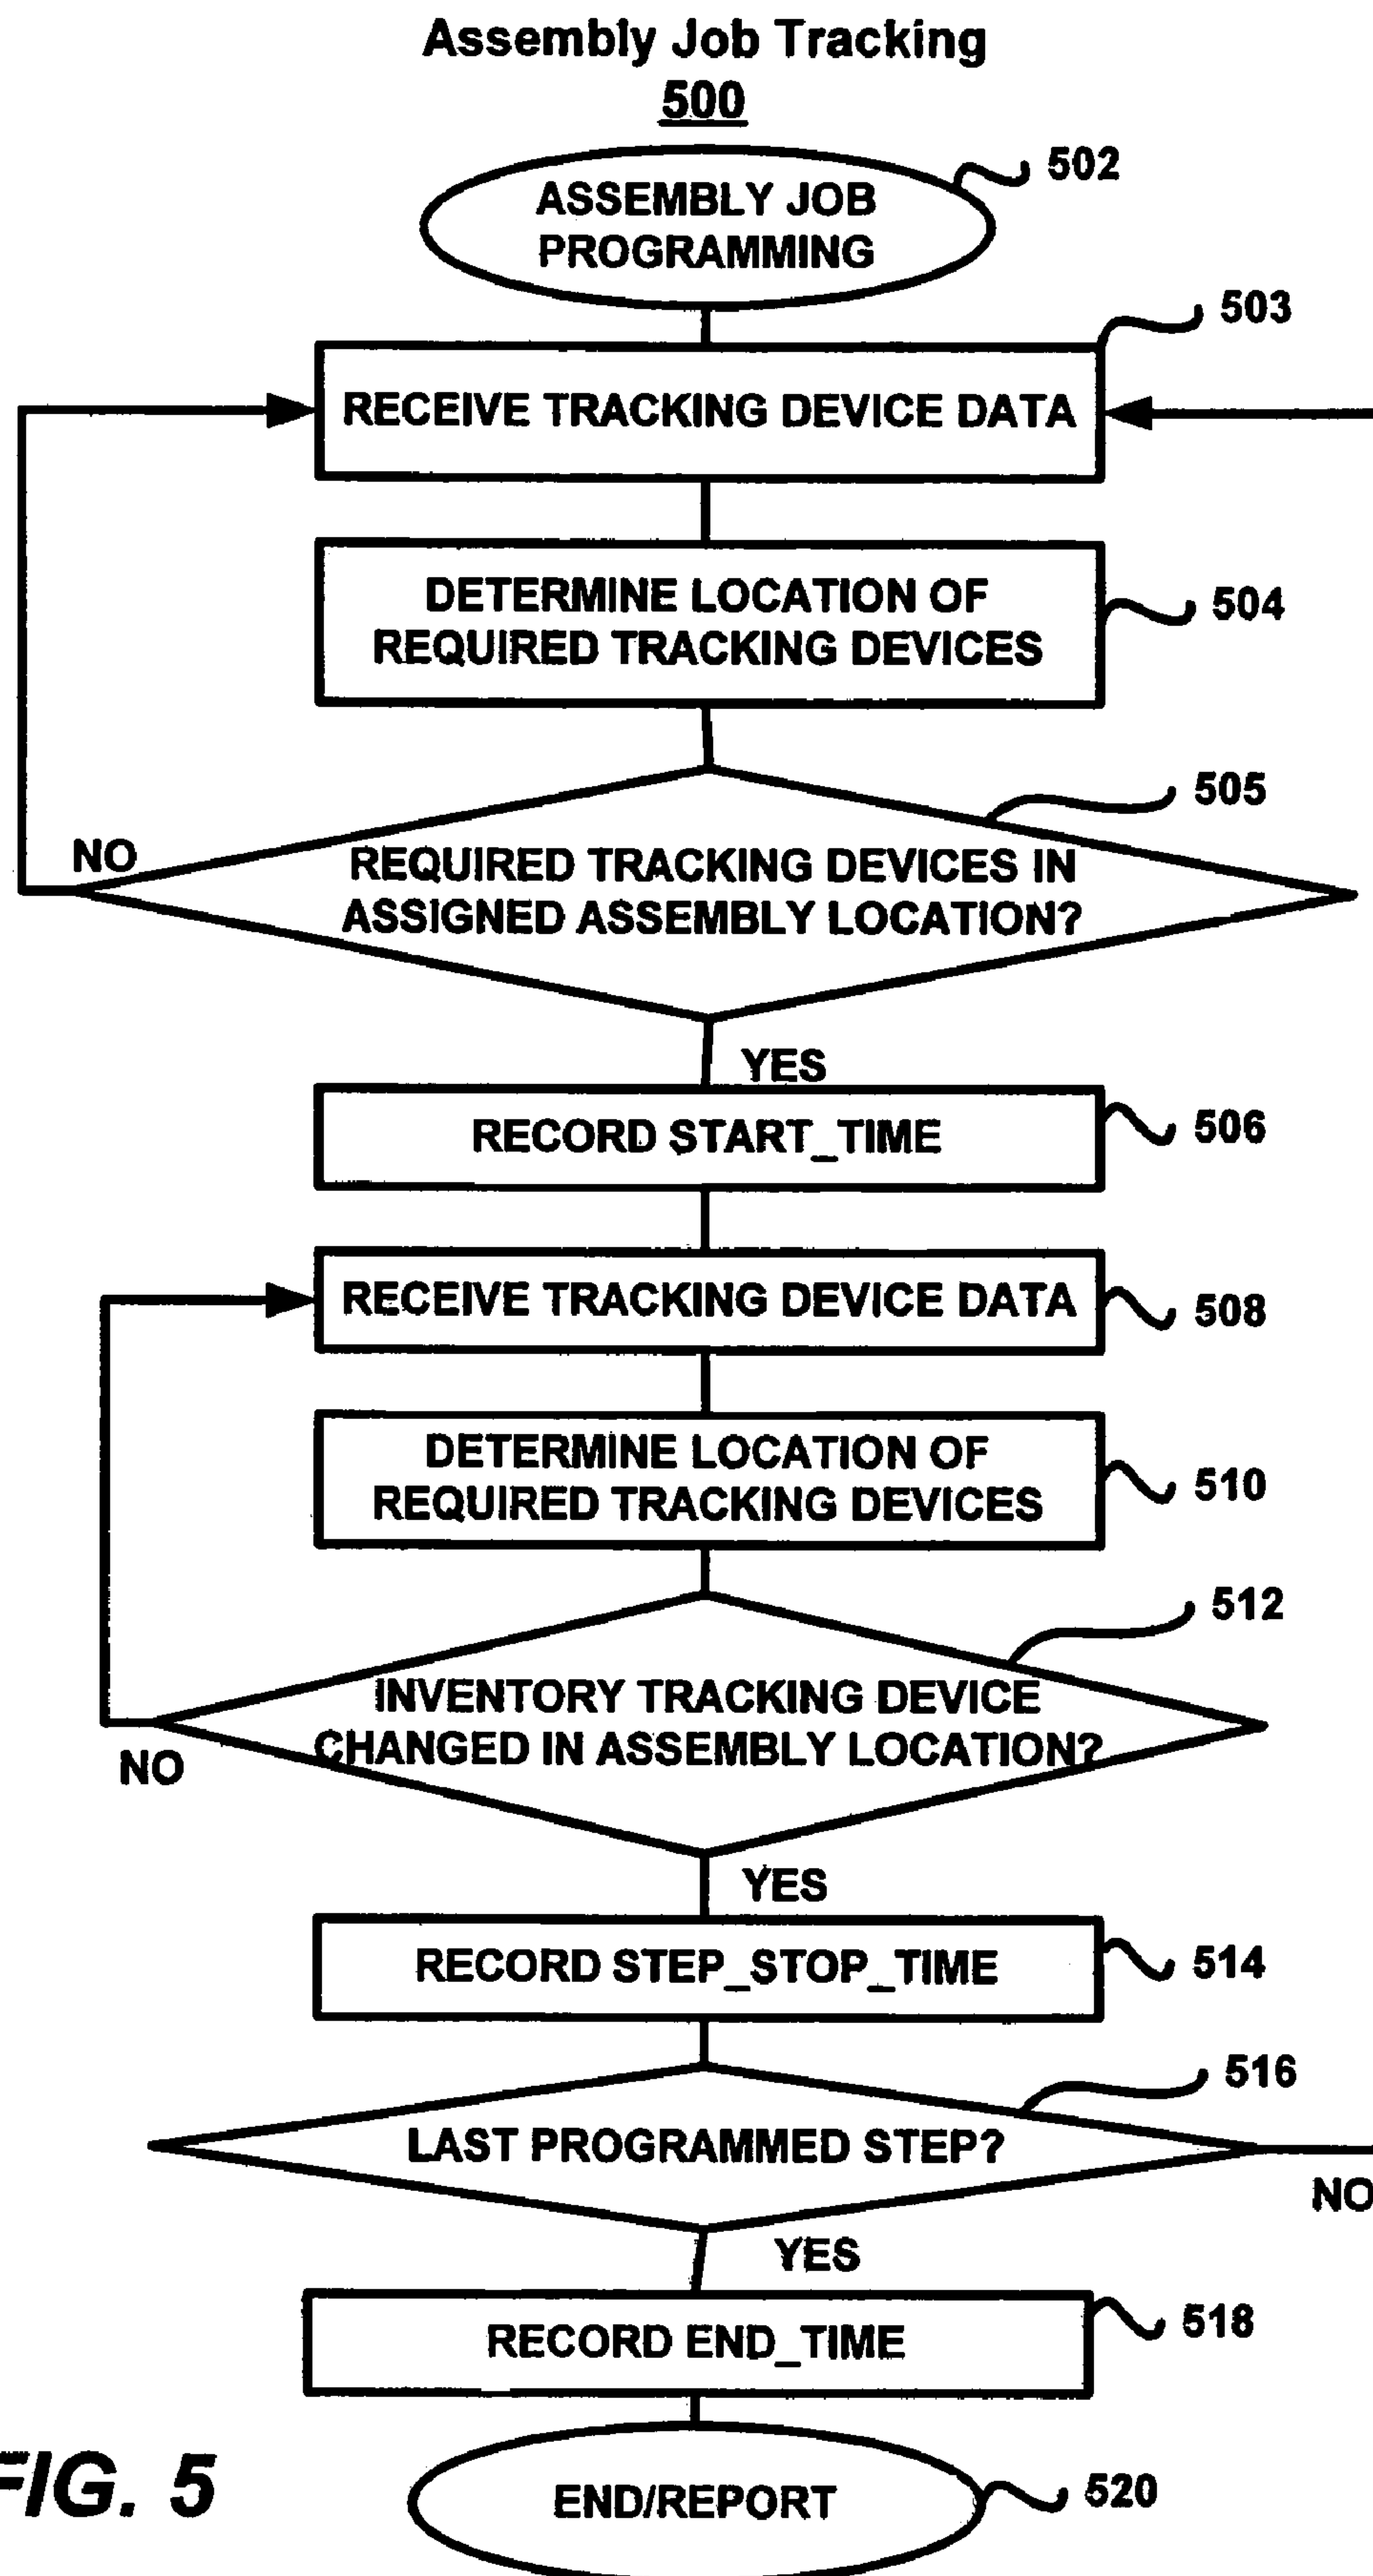 Assembly Job Tracking
500
502
ASSEMBLY JOB
PROGRAMMING
503
RECEIVE TRACKING DEVICE DATA
DETERMINE LOCATION OF
REQUIRED TRACKING DEVICES
504
505
NO
REQUIRED TRACKING DEVICES IN
ASSIGNED ASSEMBLY LOCATION?
YES
RECORD START_TIME
506
RECEIVE TRACKING DEVICE DATA
508
DETERMINE LOCATION OF
REQUIRED TRACKING DEVICES
510
512
INVENTORY TRACKING DEVICE
CHANGED IN ASSEMBLY LOCATION?
NO
YES
RECORD STEP_STOP_TIME
514
516
LAST PROGRAMMED STEP?
NO
YES
RECORD END_TIME
518
FIG. 5
END/REPORT
520